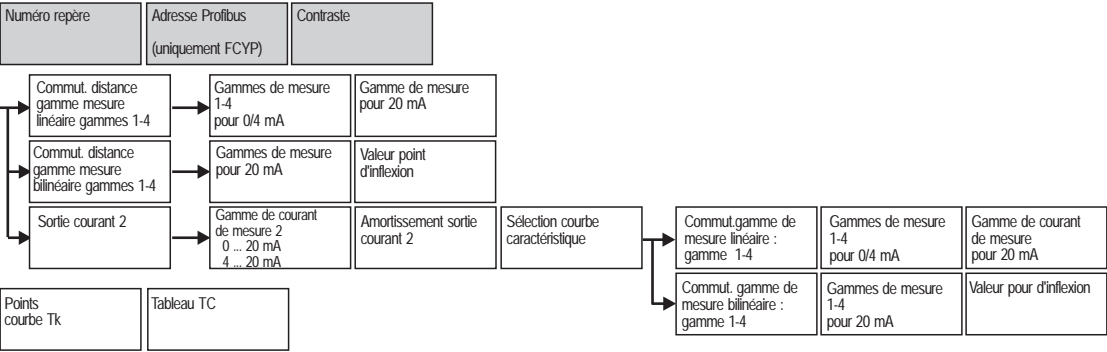 Numéro repère
Adresse Profibus
(uniquement FCYP)
Contraste
Commut. distance
gamme mesure
linéaire gammes 1-4
Gammes de mesure
1-4
pour 0/4 mA
Gamme de mesure
pour 20 mA
Commut. distance
gamme mesure
bilinéaire gammes 1-4
Gammes de mesure
pour 20 mA
Valeur point
d'inflexion
Sortie courant 2
Gamme de courant
de mesure 2
0 ... 20 mA
4 ... 20 mA
Amortissement sortie
courant 2
Sélection courbe
caractéristique
Commut.gamme de
mesure linéaire :
gamme 1-4
Gammes de mesure
1-4
pour 0/4 mA
Gamme de courant
de mesure
pour 20 mA
Commut. gamme de
mesure bilinéaire :
gamme 1-4
Gammes de mesure
1-4
pour 20 mA
Valeur pour d'inflexion
Points
courbe Tk
Tableau TC